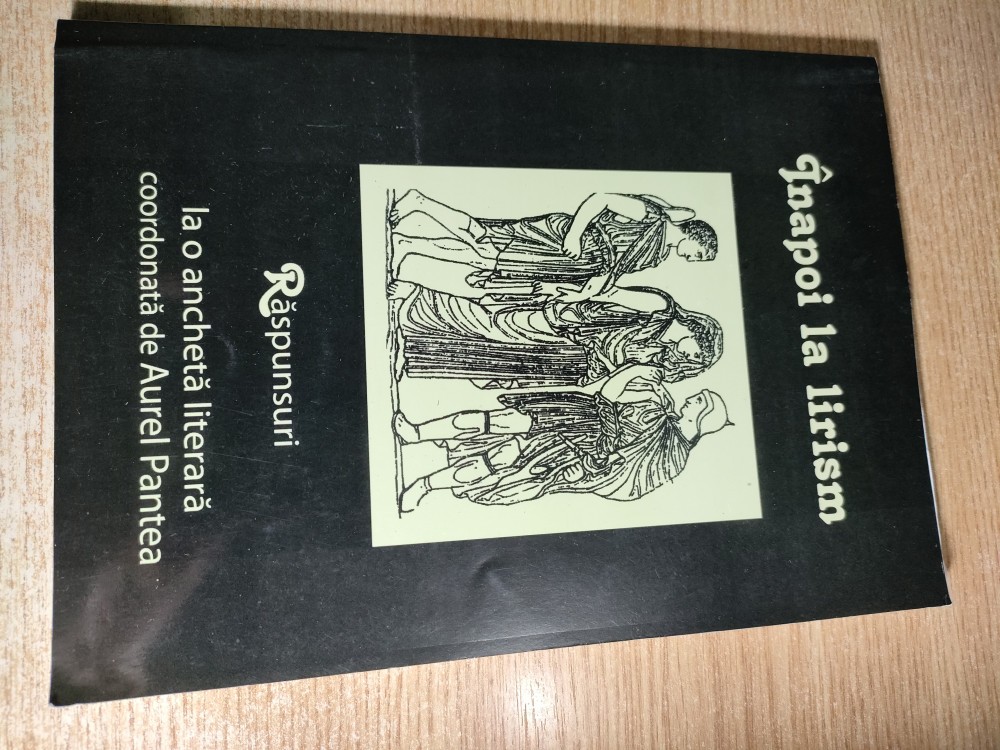 Înapoi la lirism
Răspunsuri
la o anchetă literară
coordonată de Aurel Pantea